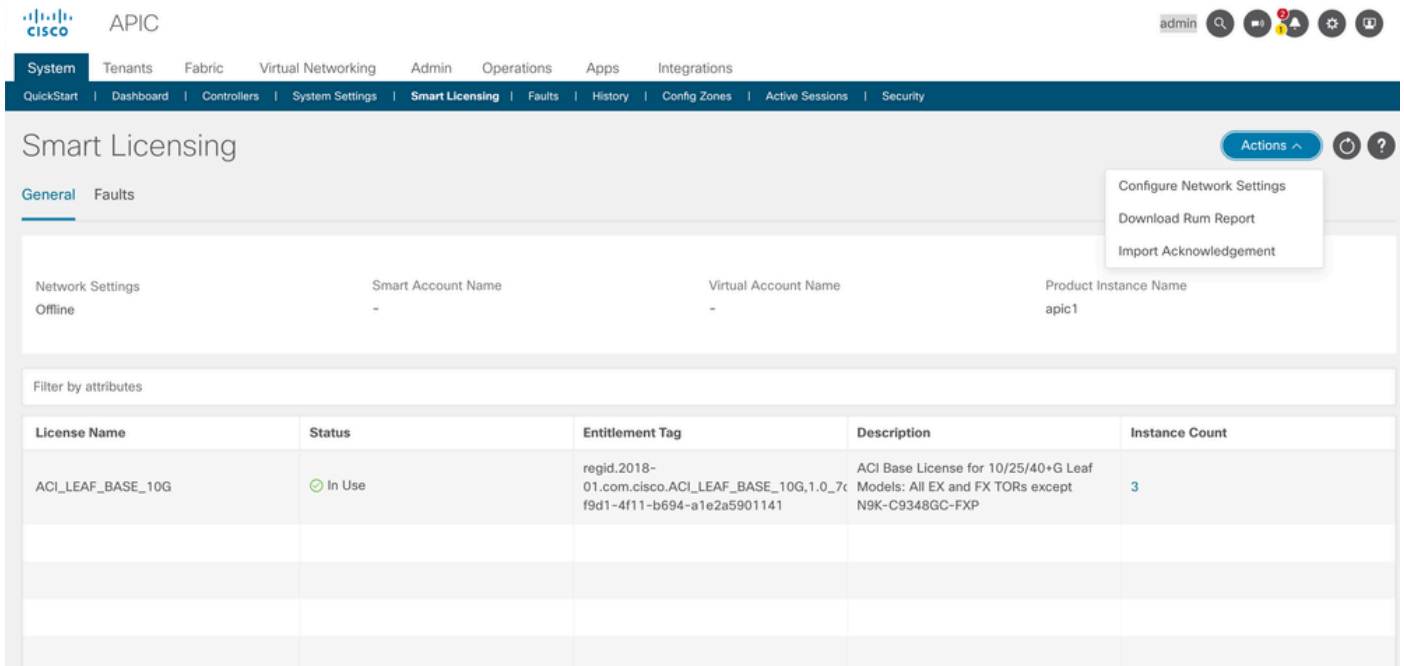 CISCO APIC
admin
2
1
System Tenants Fabric Virtual Networking Admin Operations Apps Integrations
QuickStart | Dashboard | Controllers | System Settings | Smart Licensing | Faults | History | Config Zones | Active Sessions | Security
Smart Licensing
Actions
?
General Faults
Configure Network Settings
Download Rum Report
Import Acknowledgement
Network Settings Smart Account Name Virtual Account Name Product Instance Name
Offline - - apic1
Filter by attributes
License Name Status Entitlement Tag Description Instance Count
regid.2018- ACI Base License for 10/25/40+G Leaf
ACI_LEAF_BASE_10G In Use 01.com.cisco.ACI_LEAF_BASE_10G,1.0_7c Models: All EX and FX TORs except 3
f9d1-4f11-b694-a1e2a5901141 N9K-C9348GC-FXP